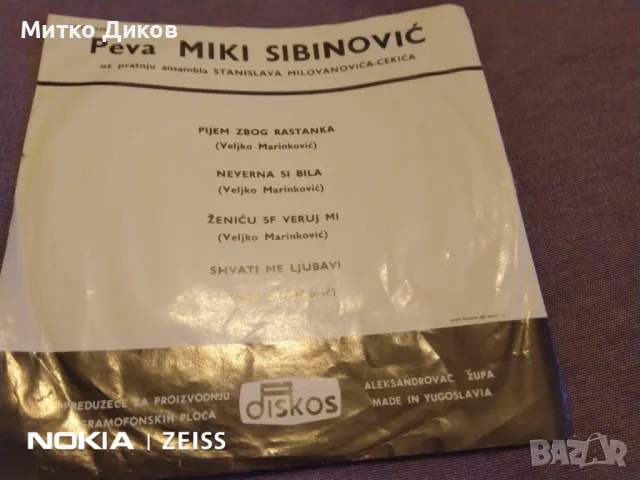 Митко Диков
Peva MIKI SIBINOVIĆ
uz pratnju ansambla STANISLAVA MILOVANOVIĆA-CEKIĆA
PIJEM ZBOG RASTANKA
(Veljko Marinković)
NEVERNA SI BILA
(Veljko Marinković)
ŽENIĆU SE VERUJ MI
(Veljko Marinković)
SHVATI ME LJUBAVI
PREDUZEĆE ZA PROIZVODNJU
GRAMOFONSKIH PLOČA
diskos
ALEKSANDROVAC ŽUPA
MADE IN YUGOSLAVIA
NOKIA | ZEISS
BAZAR